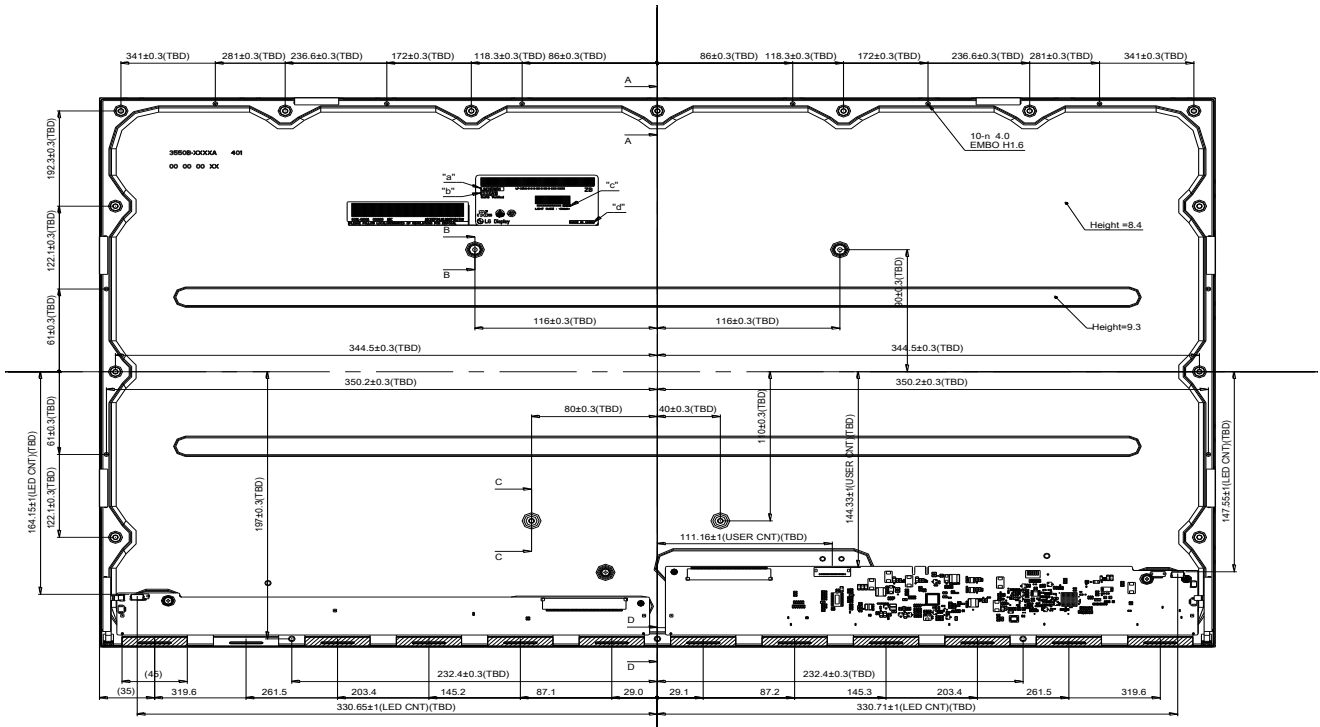 341±0.3(TBD) 281±0.3(TBD) 236.6±0.3(TBD) 172±0.3(TBD) 118.3±0.3(TBD) 86±0.3(TBD) 86±0.3(TBD) 118.3±0.3(TBD) 172±0.3(TBD) 236.6±0.3(TBD) 281±0.3(TBD) 341±0.3(TBD)
A
A
10-n 4.0
EMBO H1.6
3550B-XXXXA 401
00 00 00 XX
"a"
"b"
"c"
"d"
LG Display
192.3±0.3(TBD)
122.1±0.3(TBD)
61±0.3(TBD)
61±0.3(TBD)
122.1±0.3(TBD)
164.15±1(LED CNT)(TBD)
B
B
Height =8.4
90±0.3(TBD)
Height=9.3
116±0.3(TBD) 116±0.3(TBD)
344.5±0.3(TBD) 344.5±0.3(TBD)
350.2±0.3(TBD) 350.2±0.3(TBD)
80±0.3(TBD) 40±0.3(TBD)
110±0.3(TBD)
144.33±1(USER CNT)(TBD)
147.55±1(LED CNT)(TBD)
197±0.3(TBD)
C
C
111.16±1(USER CNT)(TBD)
D
D
232.4±0.3(TBD) 232.4±0.3(TBD)
(45)
(35) 319.6 261.5 203.4 145.2 87.1 29.0 29.1 87.2 145.3 203.4 261.5 319.6
330.65±1(LED CNT)(TBD) 330.71±1(LED CNT)(TBD)